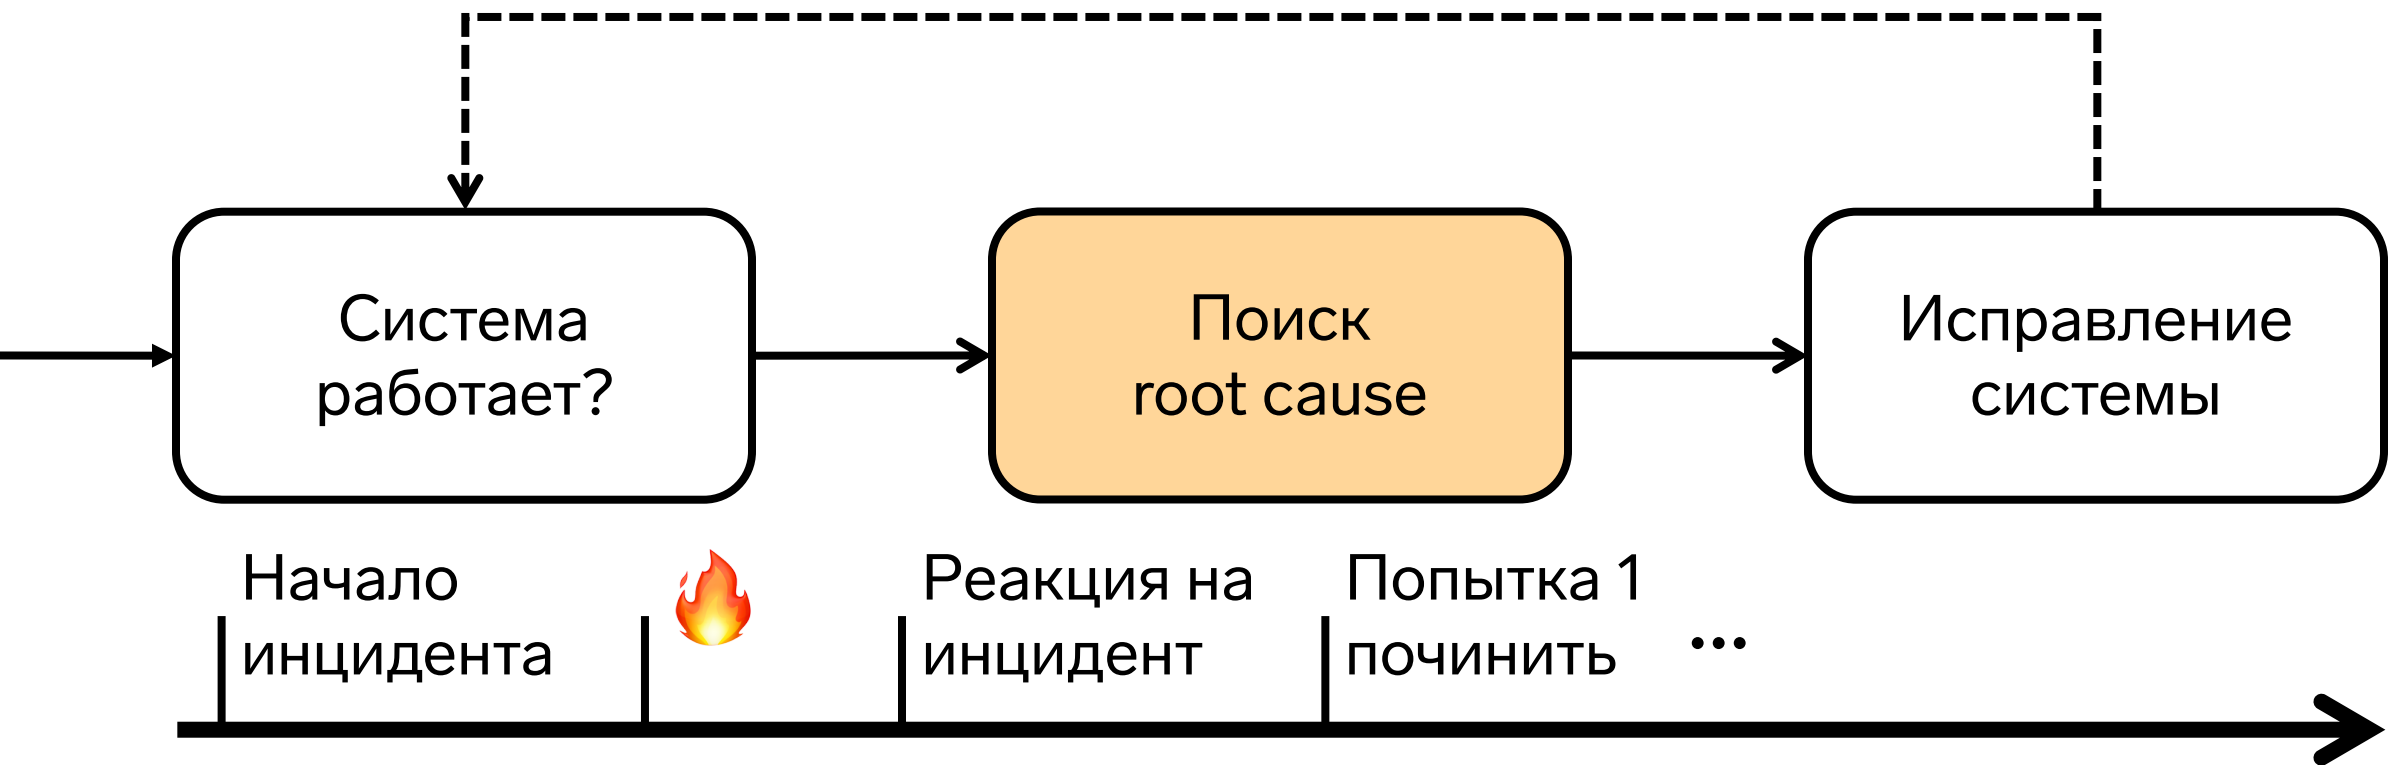 Система
работает?
Поиск
root cause
Исправление
системы
Начало
инцидента
Реакция на
инцидент
Попытка 1
починить
...